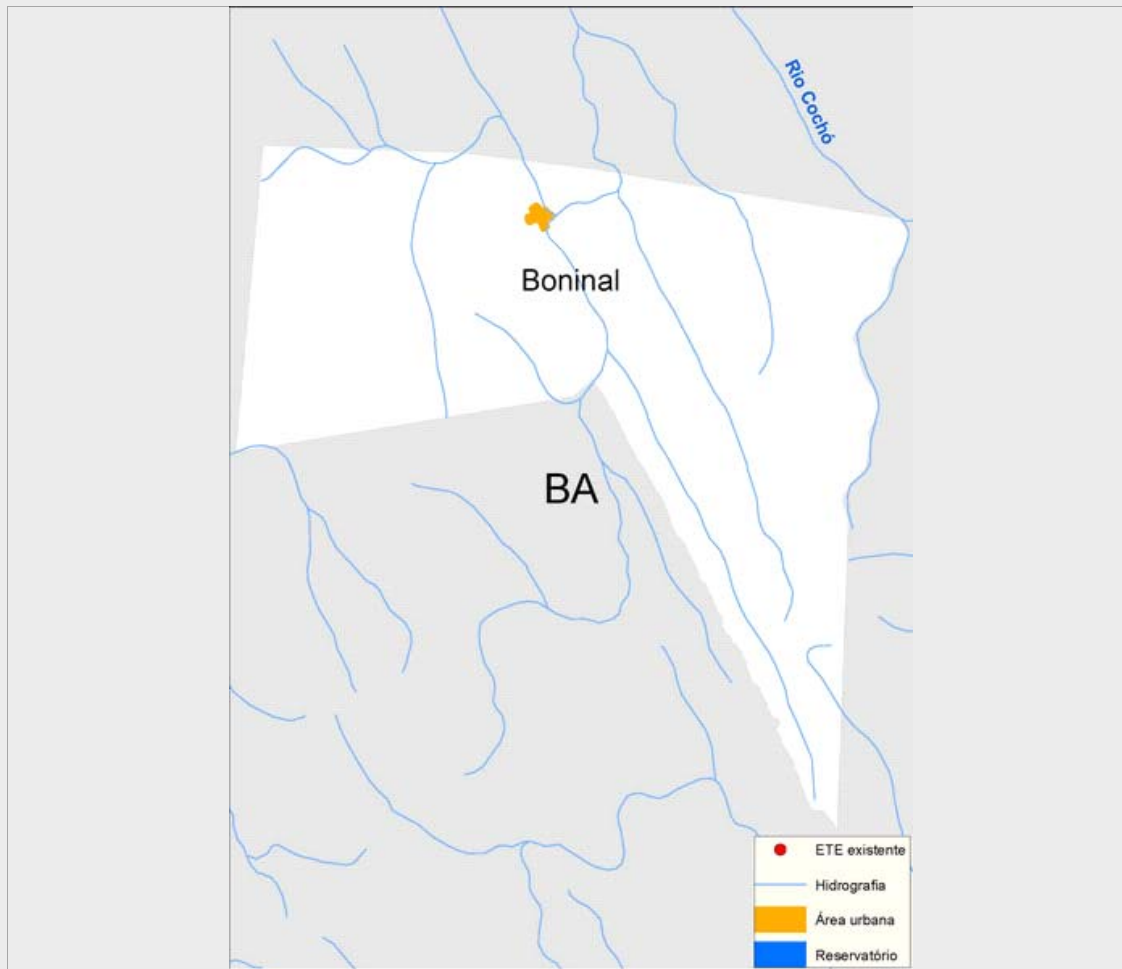 Rio Cochó
Boninal
BA
ETE existente
Hidrografia
Área urbana
Reservatório